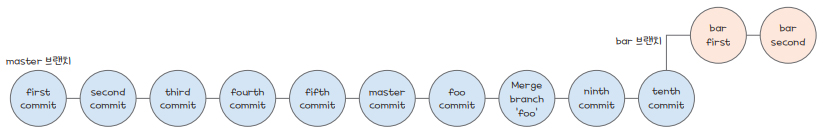 master 브랜치
first
commit
second
commit
third
commit
fourth
commit
fifth
commit
master
commit
foo
commit
Merge
branch
'foo'
ninth
commit
tenth
commit
bar 브랜치
bar
first
bar
second